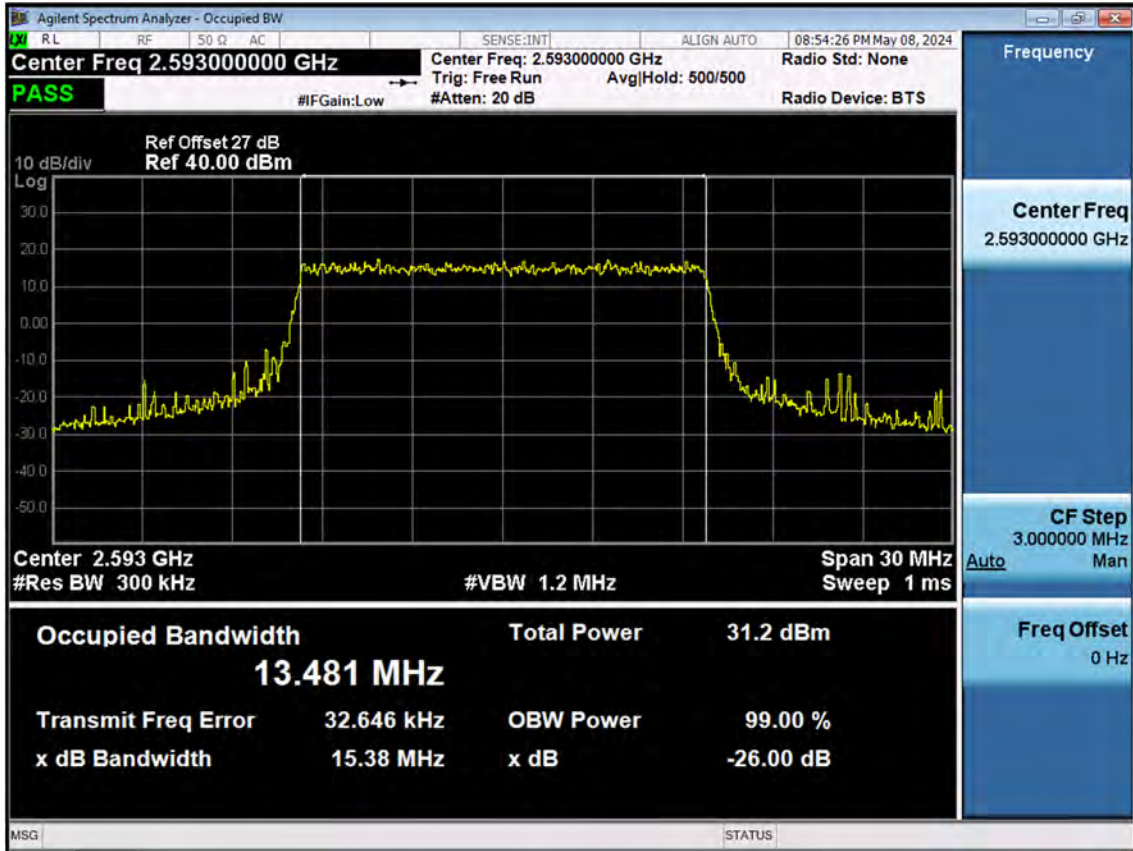 Agilent Spectrum Analyzer - Occupied BW
LXI RL RF 50 Ω AC SENSE:INT ALIGN AUTO 08:54:26 PM May 08, 2024
Center Freq 2.593000000 GHz Center Freq: 2.593000000 GHz Radio Std: None
Trig: Free Run Avg|Hold: 500/500
PASS #IFGain:Low #Atten: 20 dB Radio Device: BTS
Ref Offset 27 dB
10 dB/div Ref 40.00 dBm
Log
30.0
20.0
10.0
0.00
-10.0
-20.0
-30.0
-40.0
-50.0
Center 2.593 GHz Span 30 MHz
#Res BW 300 kHz #VBW 1.2 MHz Sweep 1 ms
Occupied Bandwidth Total Power 31.2 dBm
13.481 MHz
Transmit Freq Error 32.646 kHz OBW Power 99.00 %
x dB Bandwidth 15.38 MHz x dB -26.00 dB
MSG STATUS
Frequency
Center Freq
2.593000000 GHz
CF Step
3.000000 MHz
Auto Man
Freq Offset
0 Hz